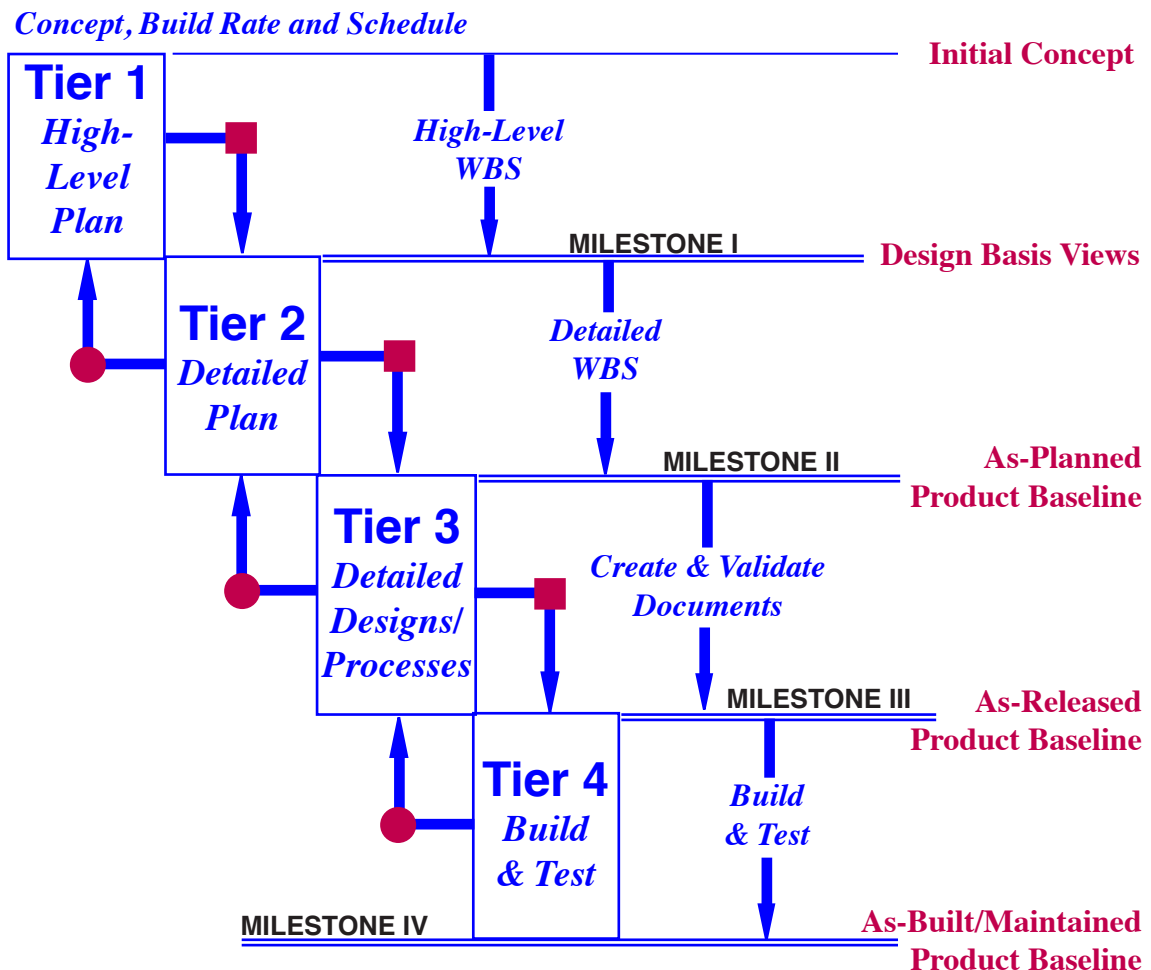 Concept, Build Rate and Schedule
Initial Concept
Tier 1
High-
Level
Plan
High-Level
WBS
MILESTONE I
Design Basis Views
Tier 2
Detailed
Plan
Detailed
WBS
MILESTONE II
As-Planned
Product Baseline
Tier 3
Detailed
Designs/
Processes
Create & Validate
Documents
MILESTONE III
As-Released
Product Baseline
Tier 4
Build
& Test
Build
& Test
MILESTONE IV
As-Built/Maintained
Product Baseline